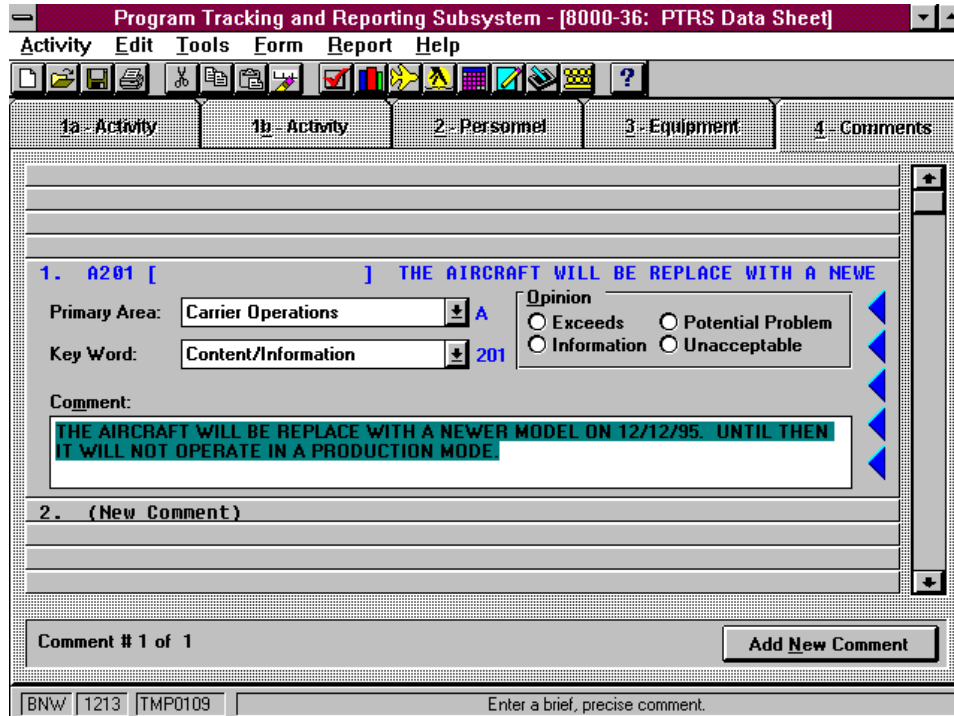 Program Tracking and Reporting Subsystem - [8000-36: PTRS Data Sheet]
Activity Edit Tools Form Report Help
?
1a - Activity 1b - Activity 2 - Personnel 3 - Equipment 4 - Comments
1. A201 [ ] THE AIRCRAFT WILL BE REPLACE WITH A NEWE
Opinion
Primary Area: Carrier Operations A
Exceeds Potential Problem
Information Unacceptable
Key Word: Content/Information 201
Comment:
THE AIRCRAFT WILL BE REPLACE WITH A NEWER MODEL ON 12/12/95. UNTIL THEN
IT WILL NOT OPERATE IN A PRODUCTION MODE.
2. (New Comment)
Comment # 1 of 1 Add New Comment
BNW 1213 TMP0109 Enter a brief, precise comment.